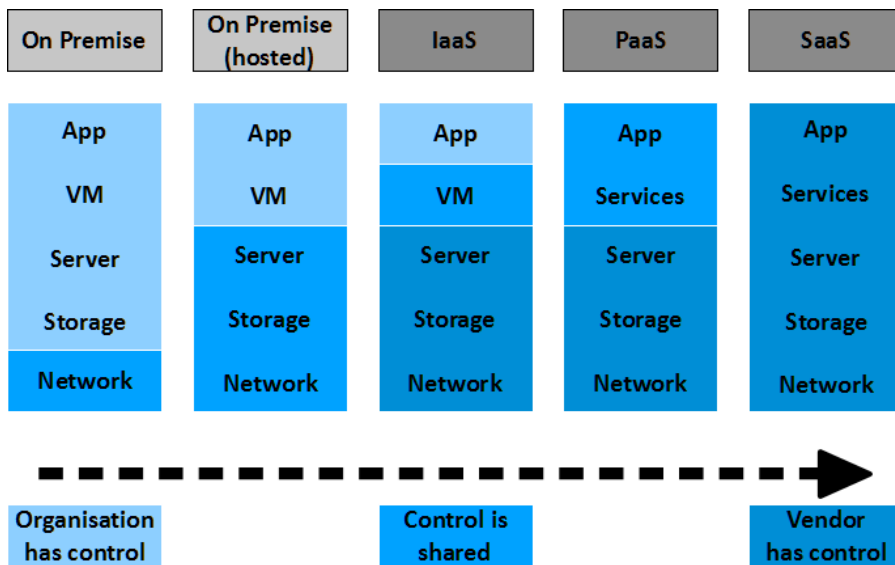 On Premise
On Premise
(hosted)
IaaS
PaaS
SaaS
App
VM
Server
Storage
Network
App
VM
Server
Storage
Network
App
VM
Server
Storage
Network
App
Services
Server
Storage
Network
App
Services
Server
Storage
Network
Organisation
has control
Control is
shared
Vendor
has control